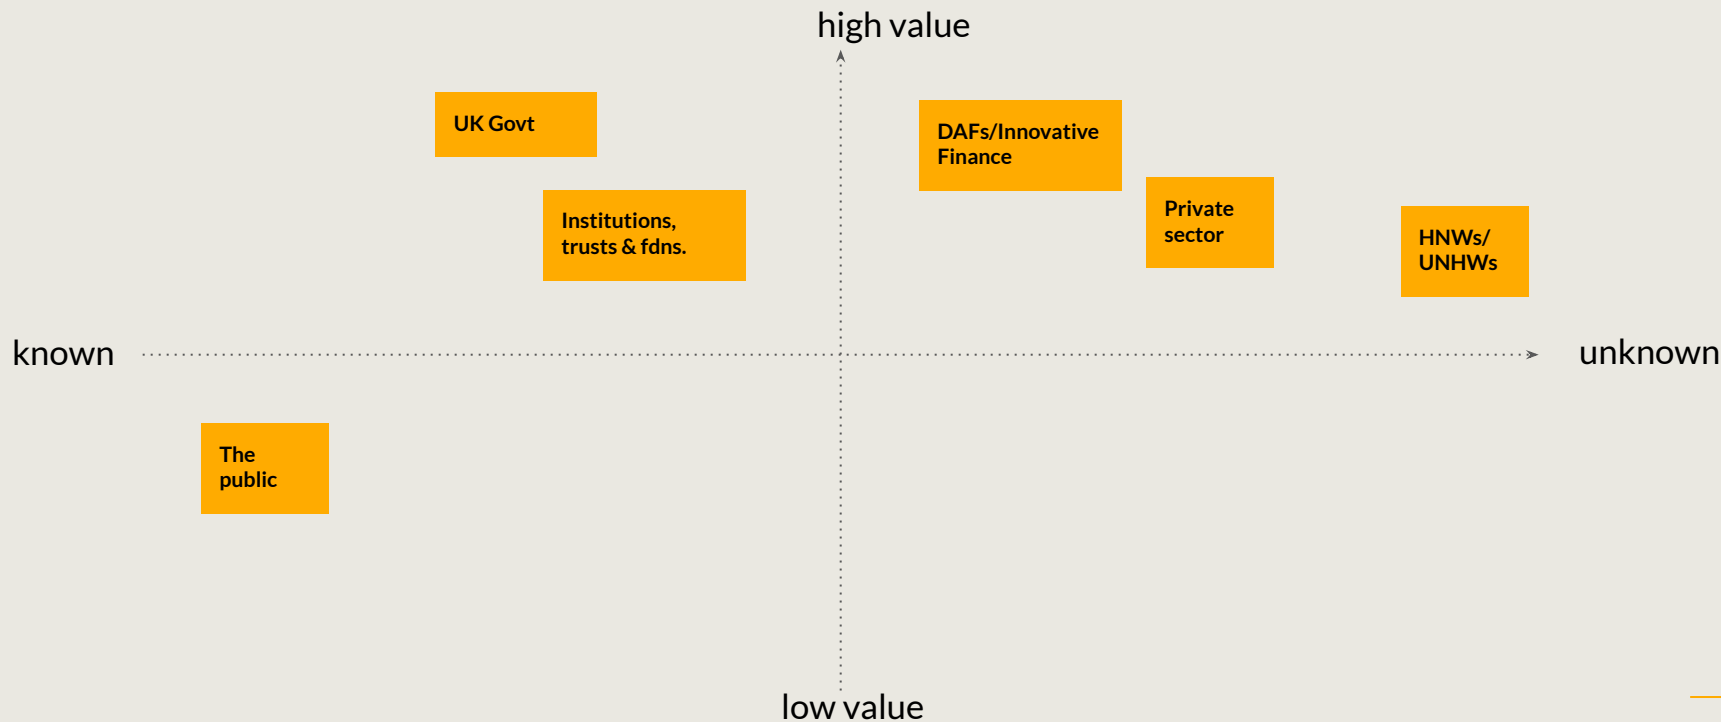 high value
UK Govt
DAFs/Innovative
Finance
Institutions,
trusts & fdns.
Private
sector
HNWs/
UNHWs
known
unknown
The
public
low value